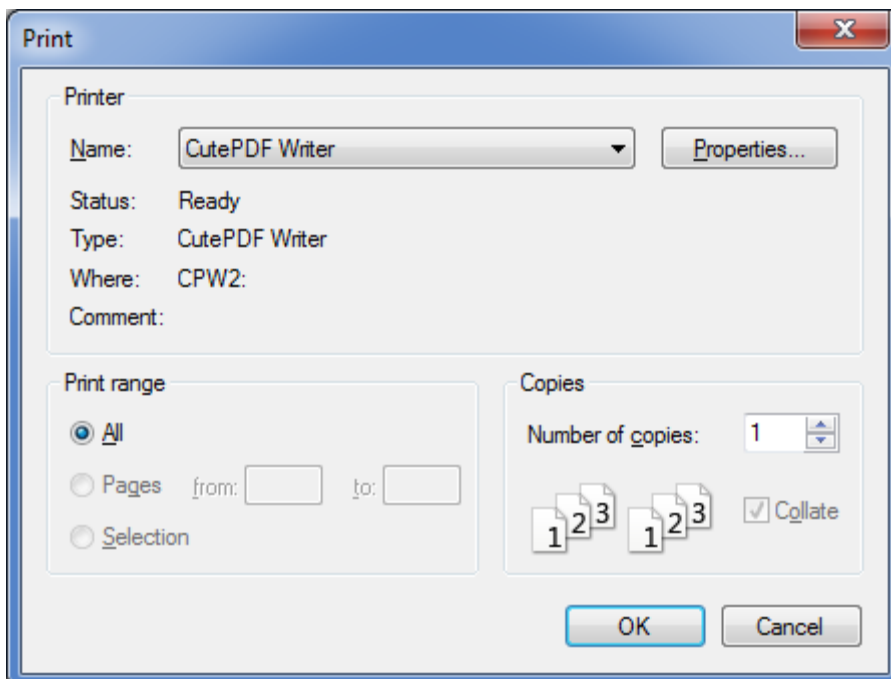 Print
Printer
Name: CutePDF Writer Properties...
Status: Ready
Type: CutePDF Writer
Where: CPW2:
Comment:
Print range
All
Pages from: to:
Selection
Copies
Number of copies: 1
1 2 3 1 2 3 Collate
OK Cancel